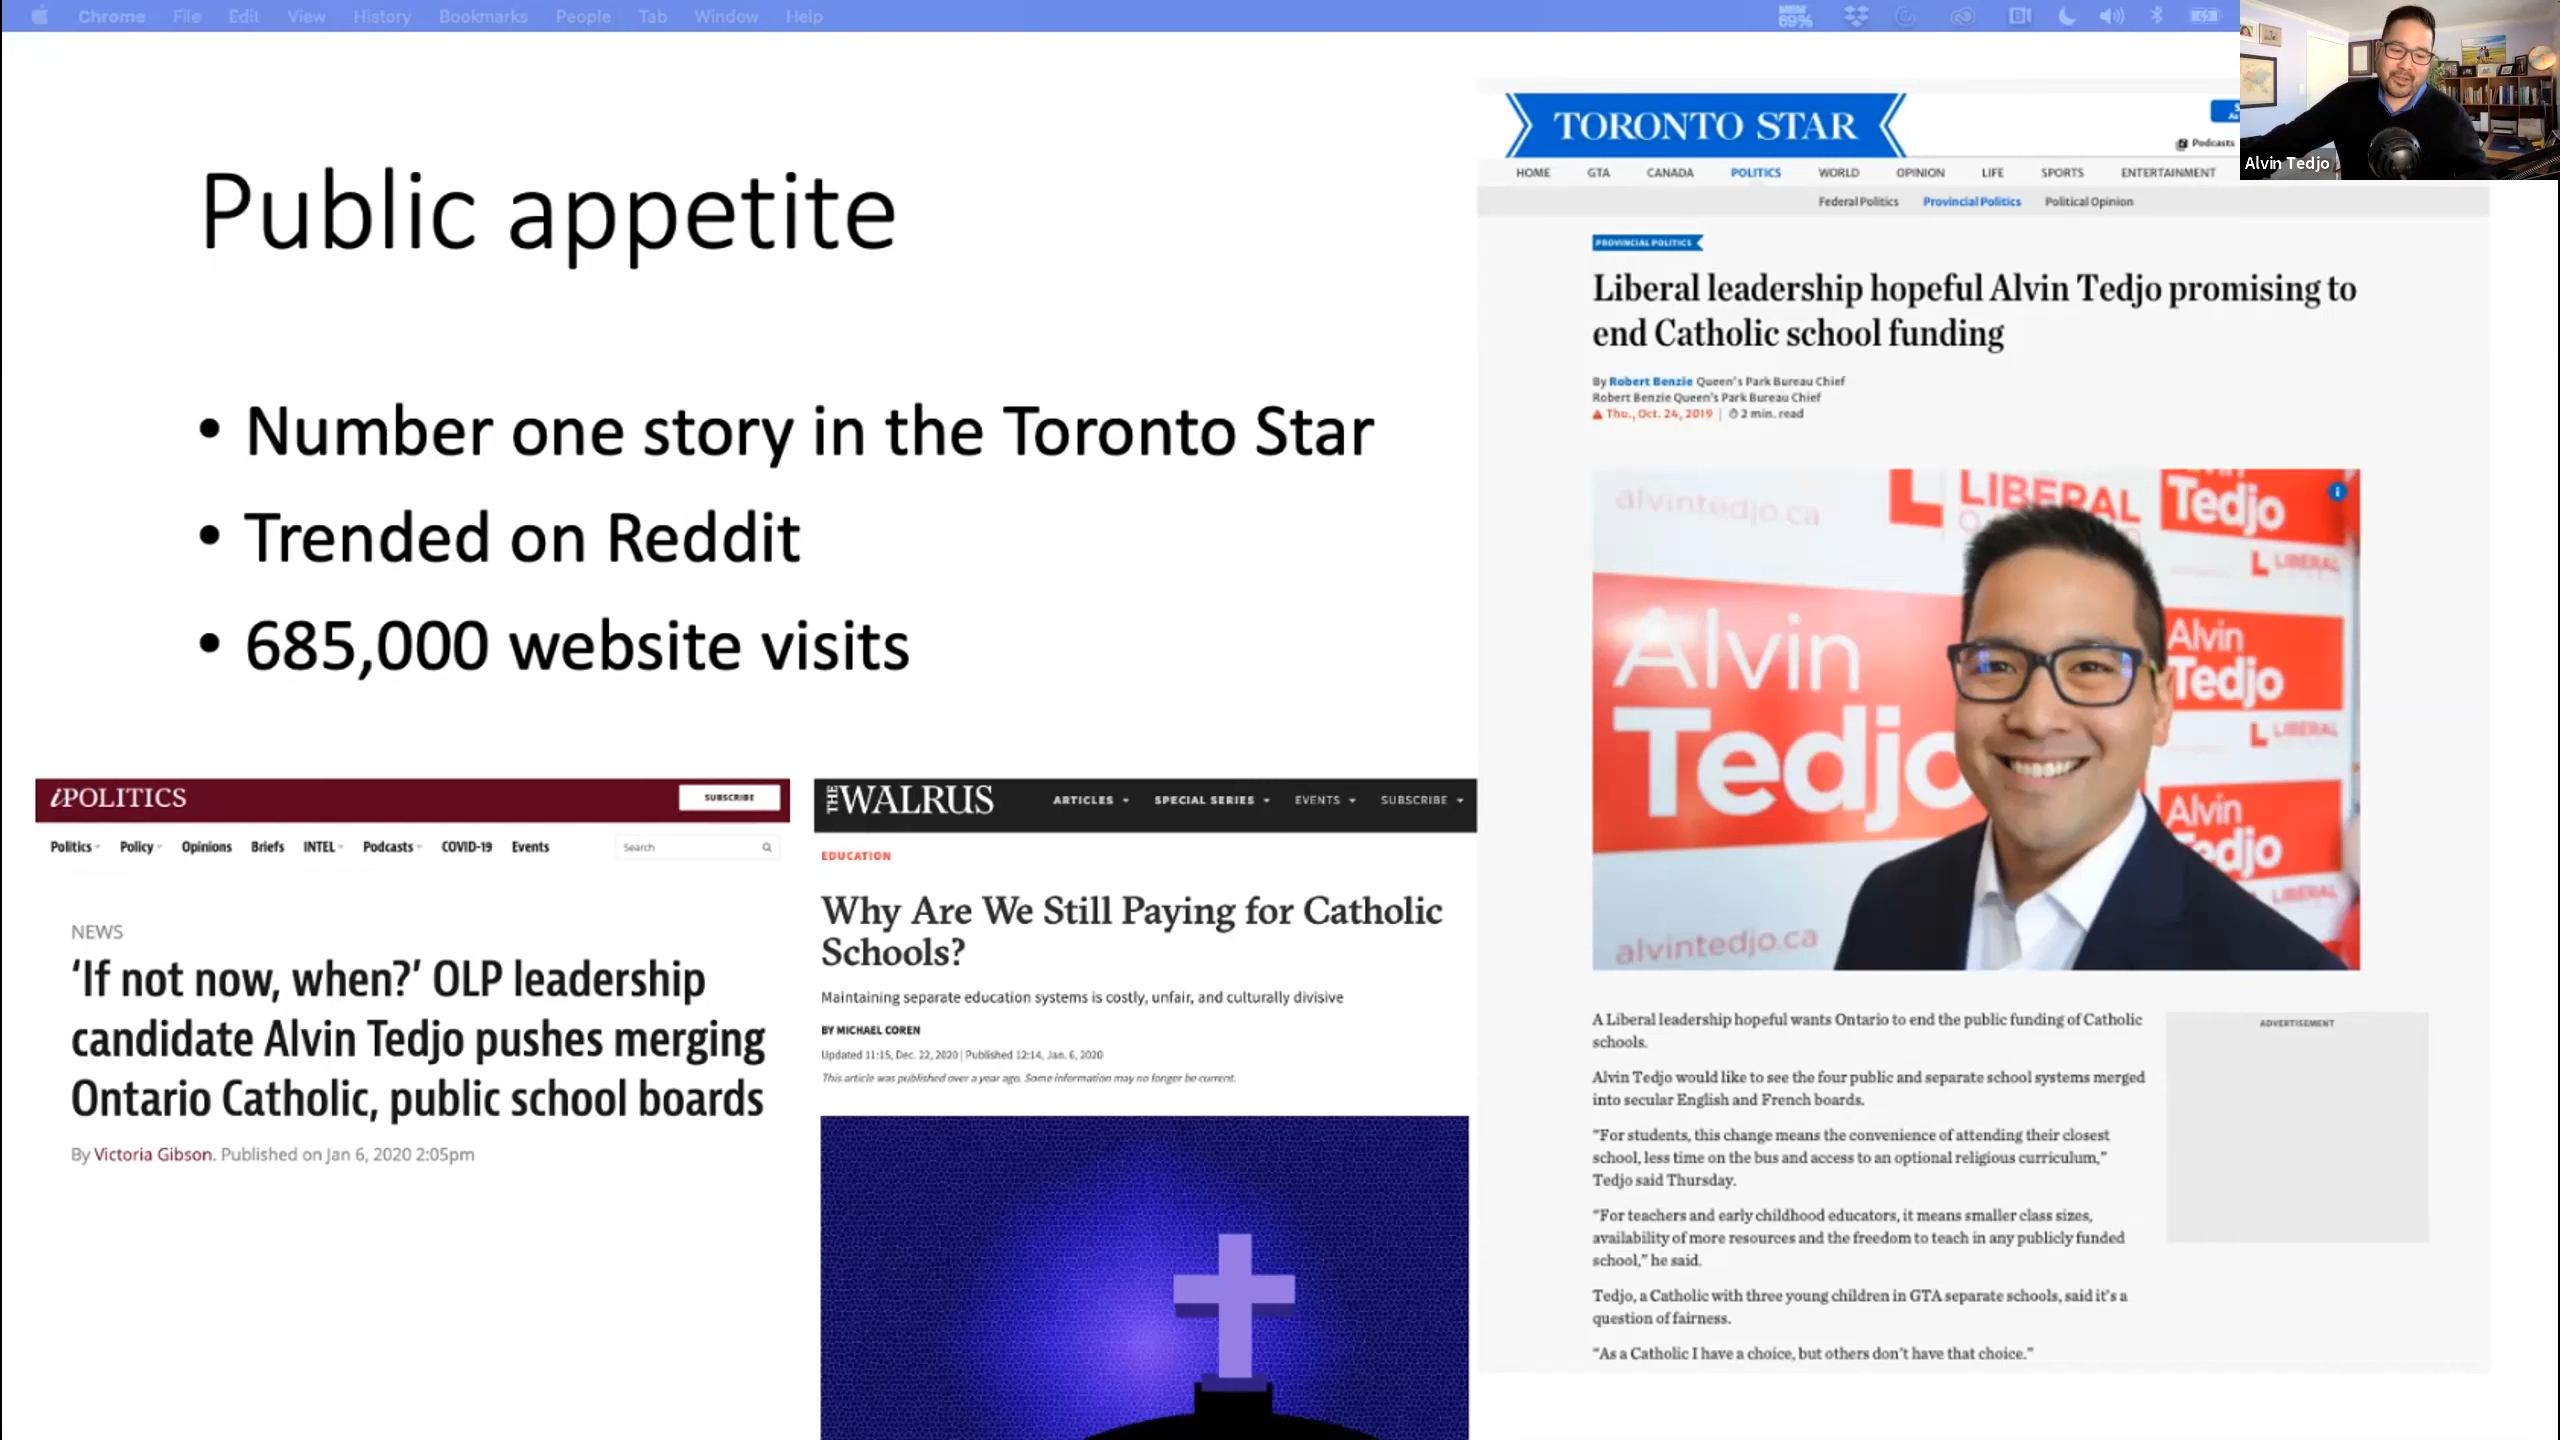 Chrome File Edit View History Bookmarks People Tab Window Help
MEM
69%
Public appetite
• Number one story in the Toronto Star
• Trended on Reddit
• 685,000 website visits
iPOLITICS
SUBSCRIBE
Politics Policy Opinions Briefs INTEL Podcasts COVID-19 Events
Search
NEWS
‘If not now, when?’ OLP leadership
candidate Alvin Tedjo pushes merging
Ontario Catholic, public school boards
By Victoria Gibson. Published on Jan 6, 2020 2:05pm
THE WALRUS
ARTICLES SPECIAL SERIES EVENTS SUBSCRIBE
EDUCATION
Why Are We Still Paying for Catholic
Schools?
Maintaining separate education systems is costly, unfair, and culturally divisive
BY MICHAEL COREN
Updated 11:15, Dec. 22, 2020 | Published 12:14, Jan. 6, 2020
This article was published over a year ago. Some information may no longer be current.
TORONTO STAR
Podcasts
HOME GTA CANADA POLITICS WORLD OPINION LIFE SPORTS ENTERTAINMENT
Federal Politics Provincial Politics Political Opinion
PROVINCIAL POLITICS
Liberal leadership hopeful Alvin Tedjo promising to
end Catholic school funding
By Robert Benzie Queen's Park Bureau Chief
Robert Benzie Queen's Park Bureau Chief
Thu., Oct. 24, 2019 | 2 min. read
alvintedjo.ca
LIBERAL
Tedjo
LIBERAL
Alvin
Tedjo
Alvin
Tedjo
LIBERAL
Alvin
Tedjo
LIBERAL
alvintedjo.ca
A Liberal leadership hopeful wants Ontario to end the public funding of Catholic
schools.
Alvin Tedjo would like to see the four public and separate school systems merged
into secular English and French boards.
“For students, this change means the convenience of attending their closest
school, less time on the bus and access to an optional religious curriculum,”
Tedjo said Thursday.
“For teachers and early childhood educators, it means smaller class sizes,
availability of more resources and the freedom to teach in any publicly funded
school,” he said.
Tedjo, a Catholic with three young children in GTA separate schools, said it's a
question of fairness.
“As a Catholic I have a choice, but others don't have that choice.”
ADVERTISEMENT
Alvin Tedjo